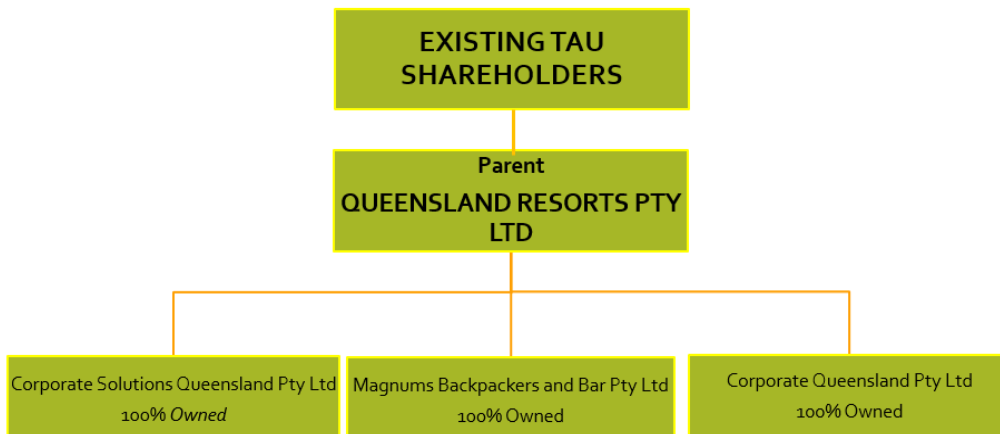 EXISTING TAU
SHAREHOLDERS
Parent
QUEENSLAND RESORTS PTY
LTD
Corporate Solutions Queensland Pty Ltd
100% Owned
Magnums Backpackers and Bar Pty Ltd
100% Owned
Corporate Queensland Pty Ltd
100% Owned